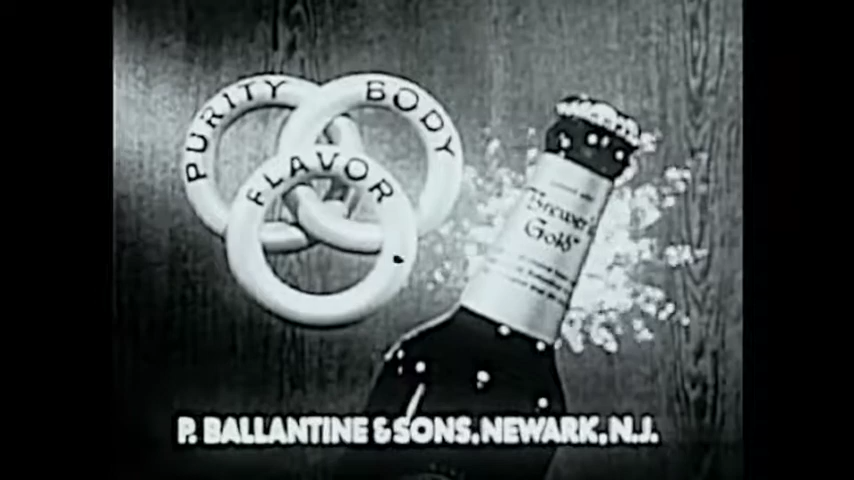 PURITY
BODY
FLAVOR
Brewer's
Gold
P. BALLANTINE & SONS, NEWARK, N.J.